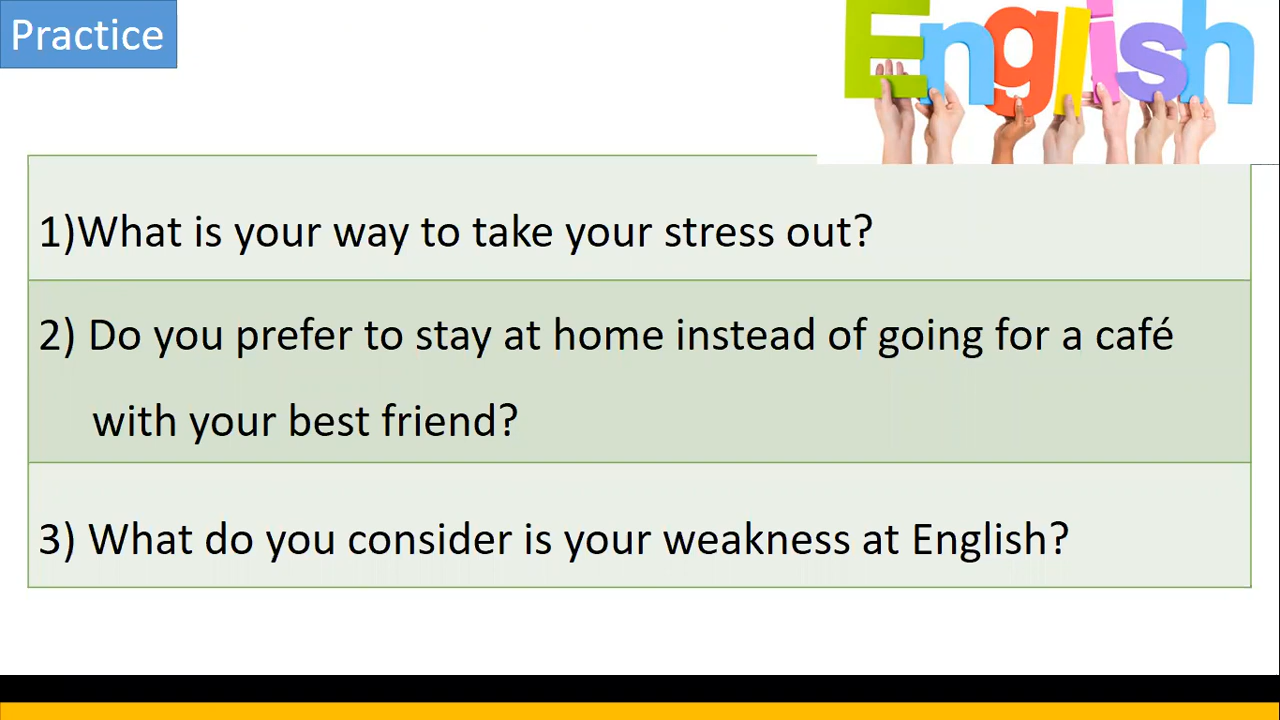 Practice
English
1)What is your way to take your stress out?
2) Do you prefer to stay at home instead of going for a café
with your best friend?
3) What do you consider is your weakness at English?